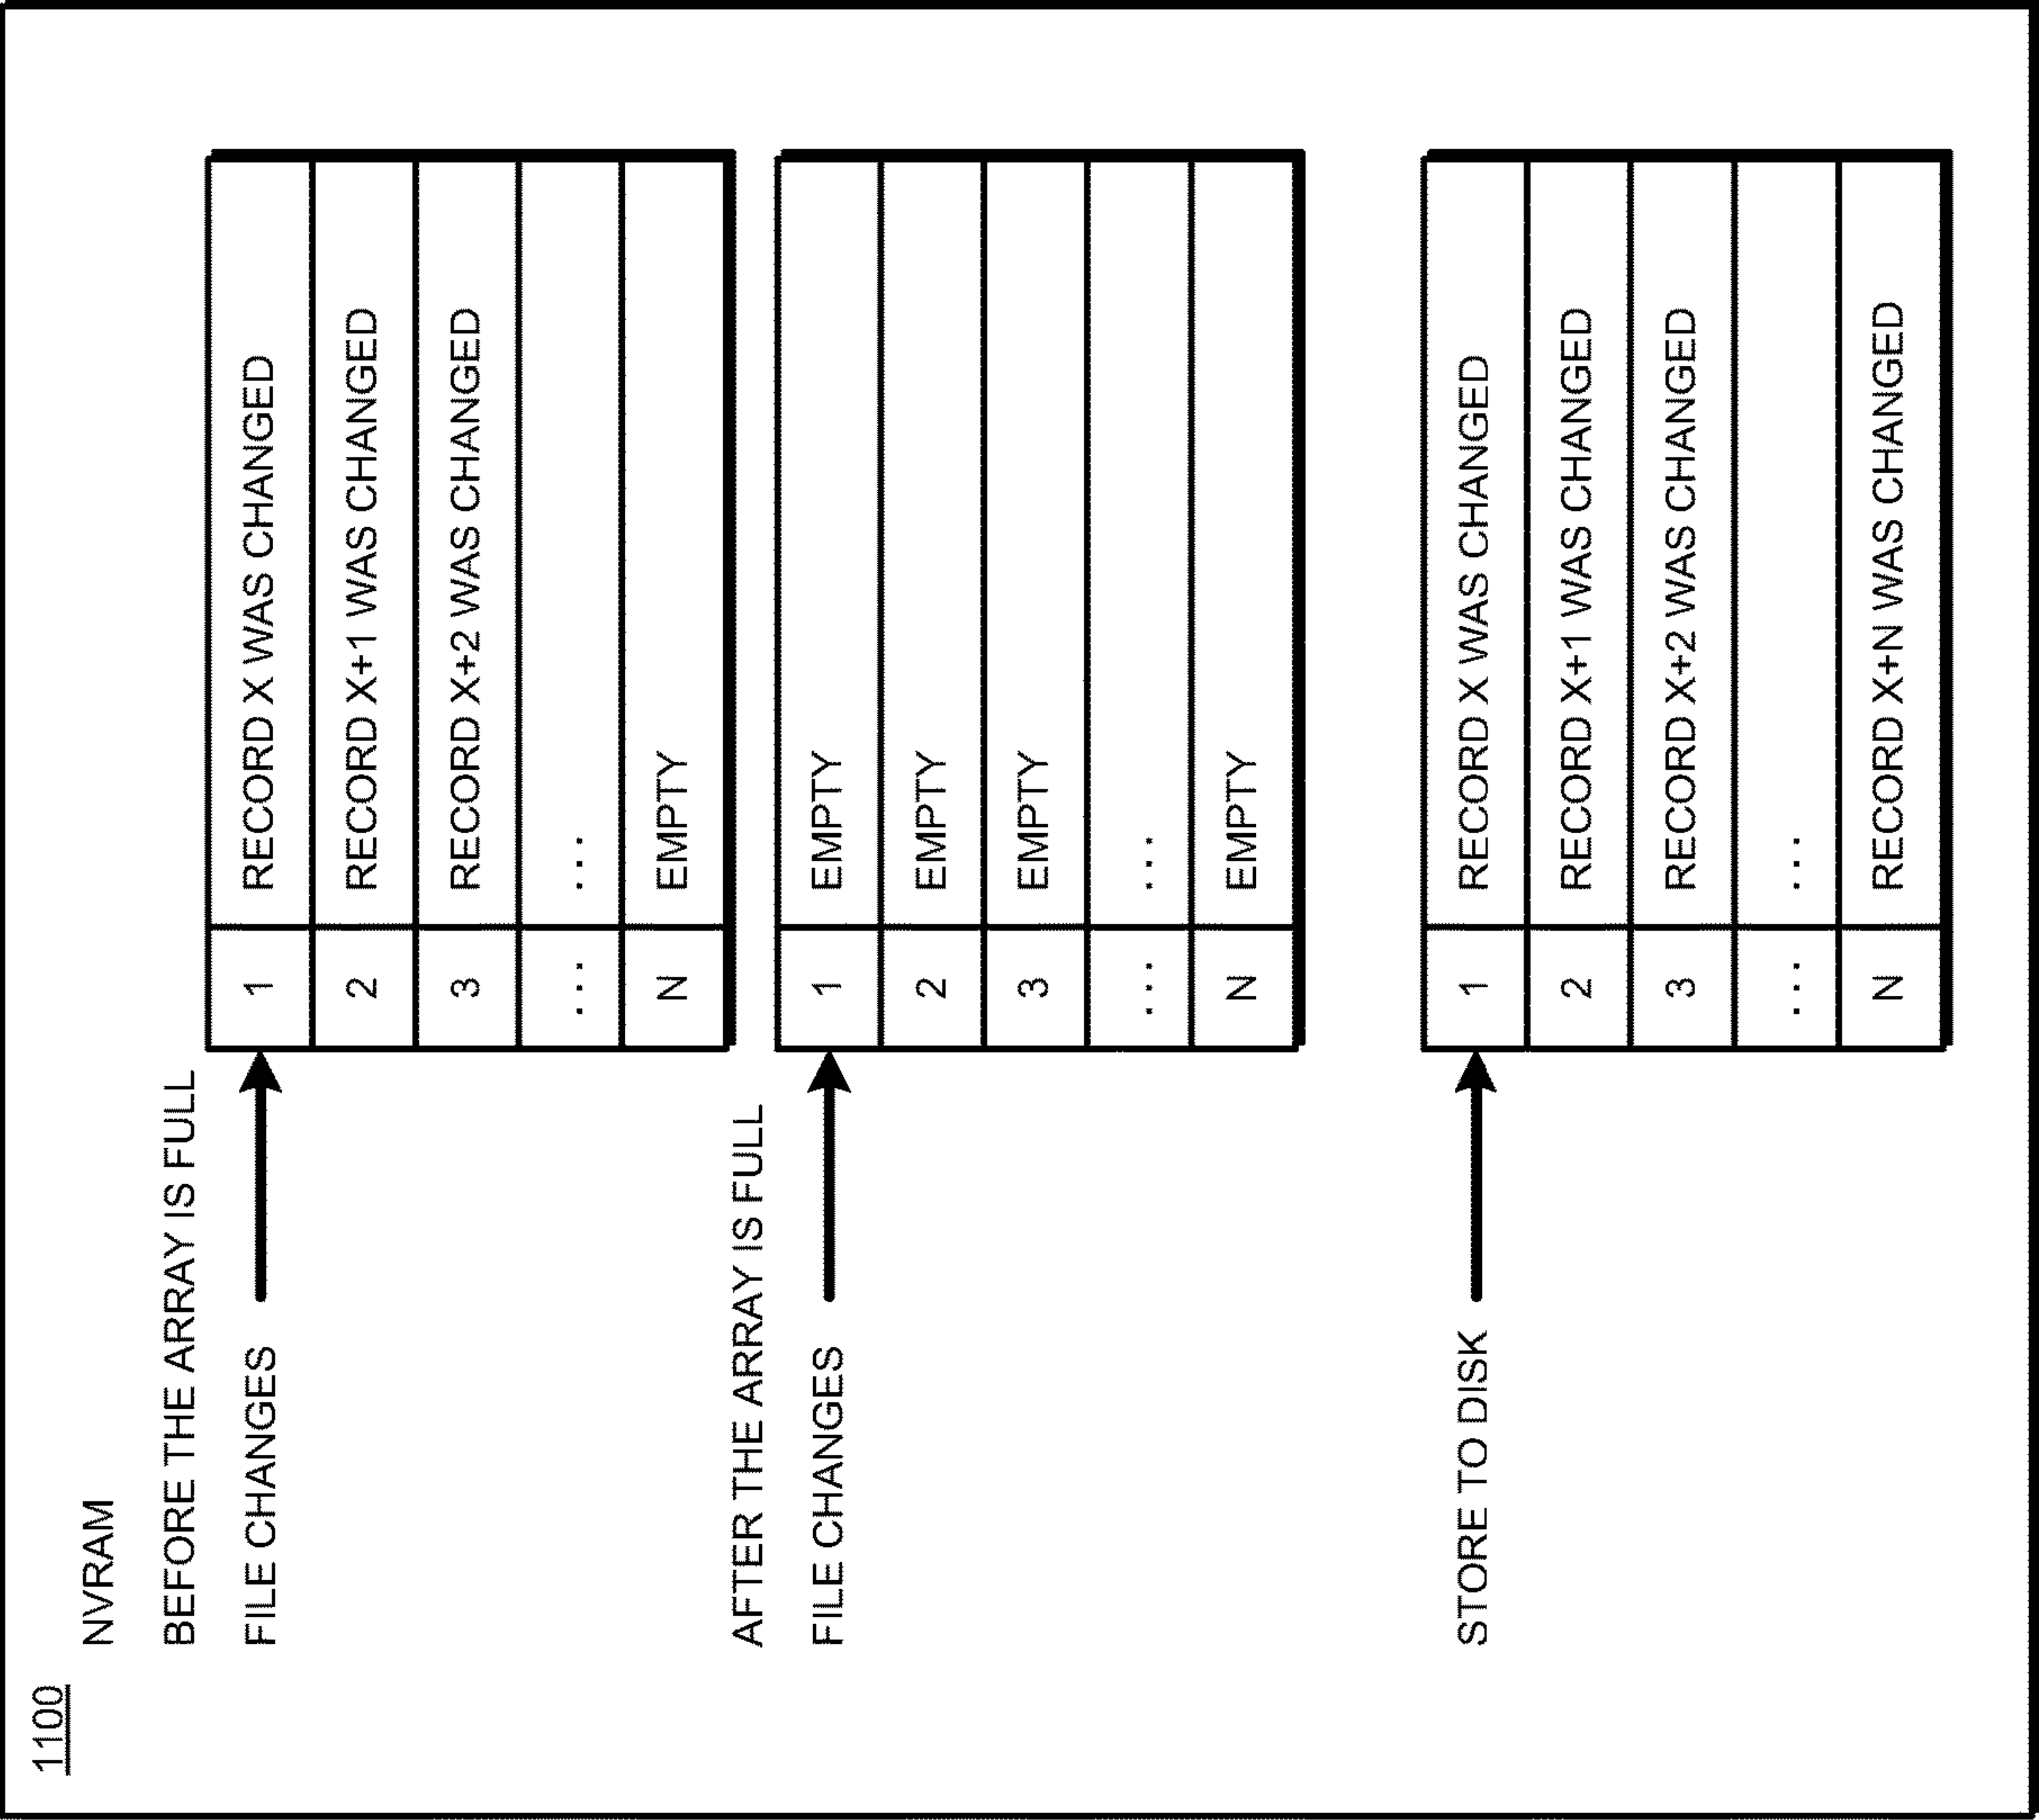 1100
NVRAM
BEFORE THE ARRAY IS FULL
FILE CHANGES
1 RECORD X WAS CHANGED
2 RECORD X+1 WAS CHANGED
3 RECORD X+2 WAS CHANGED
... ...
N EMPTY
AFTER THE ARRAY IS FULL
FILE CHANGES
1 EMPTY
2 EMPTY
3 EMPTY
... ...
N EMPTY
STORE TO DISK
1 RECORD X WAS CHANGED
2 RECORD X+1 WAS CHANGED
3 RECORD X+2 WAS CHANGED
... ...
N RECORD X+N WAS CHANGED